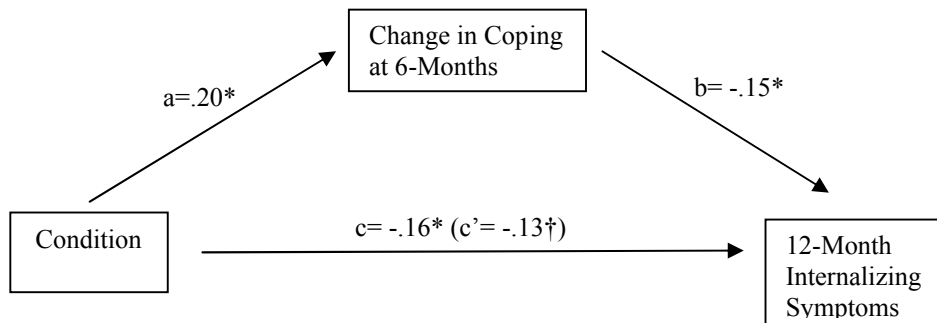 Change in Coping
at 6-Months
a=.20*
b= -.15*
Condition
c= -.16* (c’= -.13†)
12-Month
Internalizing
Symptoms